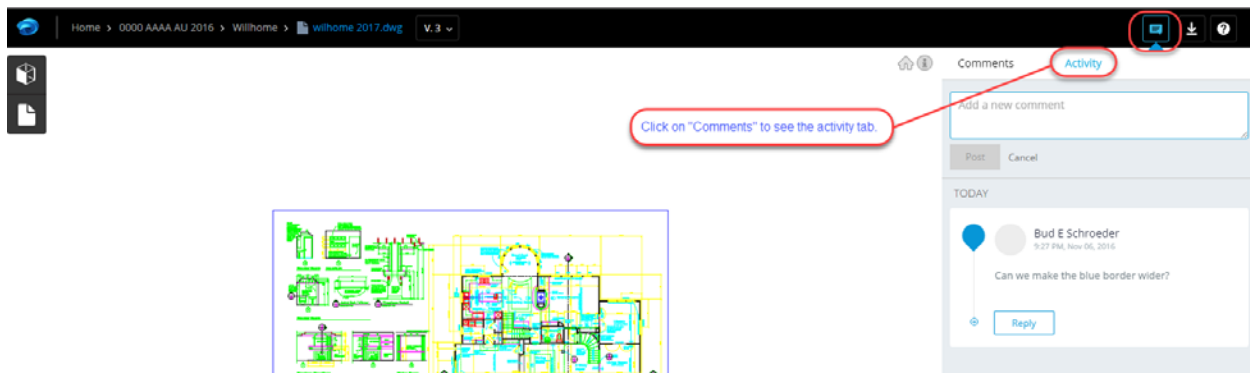 Home > 0000 AAAA AU 2016 > Willhome > wilhome 2017.dwg V. 3
Comments Activity
Add a new comment
Click on "Comments" to see the activity tab.
Post Cancel
TODAY
Bud E Schroeder
9:27 PM, Nov 06, 2016
Can we make the blue border wider?
Reply